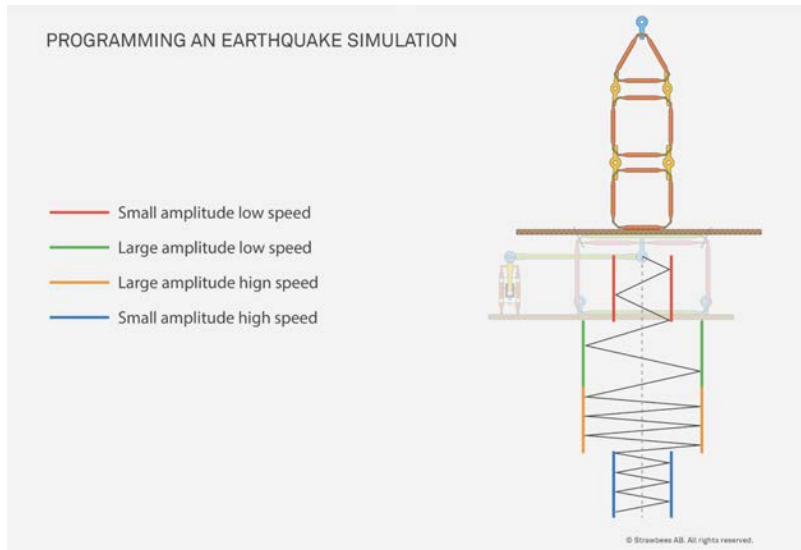 PROGRAMMING AN EARTHQUAKE SIMULATION
Small amplitude low speed
Large amplitude low speed
Large amplitude hign speed
Small amplitude high speed
© Strawbees AB. All rights reserved.